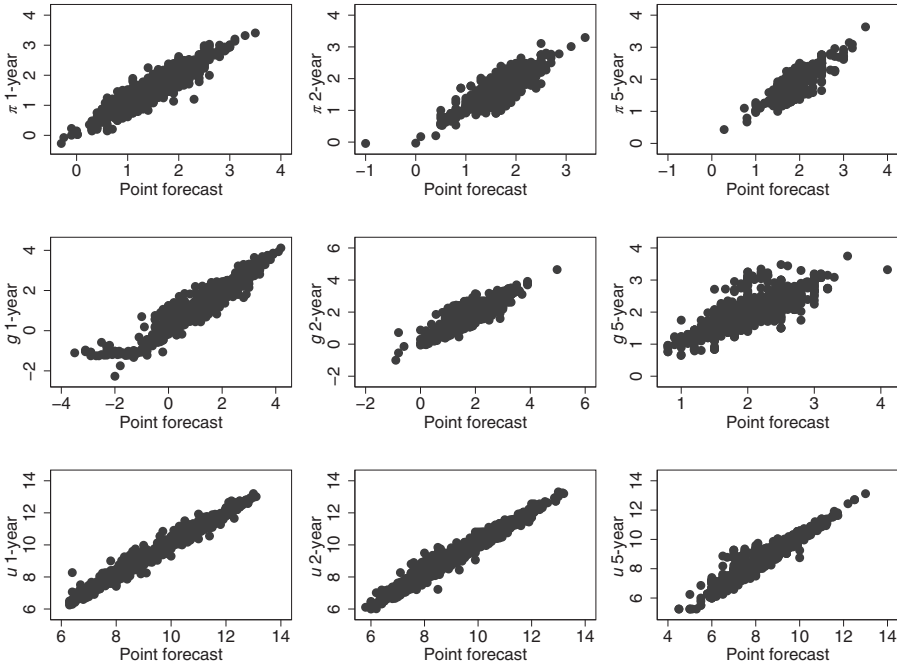 4
3
2
1
0
π 1-year
0 1 2 3 4
Point forecast
4
3
2
1
0
π 2-year
−1 0 1 2 3
Point forecast
4
3
2
1
0
π 5-year
−1 0 1 2 3 4
Point forecast
4
2
0
−2
g 1-year
−4 −2 0 2 4
Point forecast
6
4
2
0
−2
g 2-year
−2 0 2 4 6
Point forecast
4
3
2
1
0
g 5-year
1 2 3 4
Point forecast
14
12
10
8
6
u 1-year
6 8 10 12 14
Point forecast
14
12
10
8
6
u 2-year
6 8 10 12 14
Point forecast
14
12
10
8
6
u 5-year
4 6 8 10 12 14
Point forecast